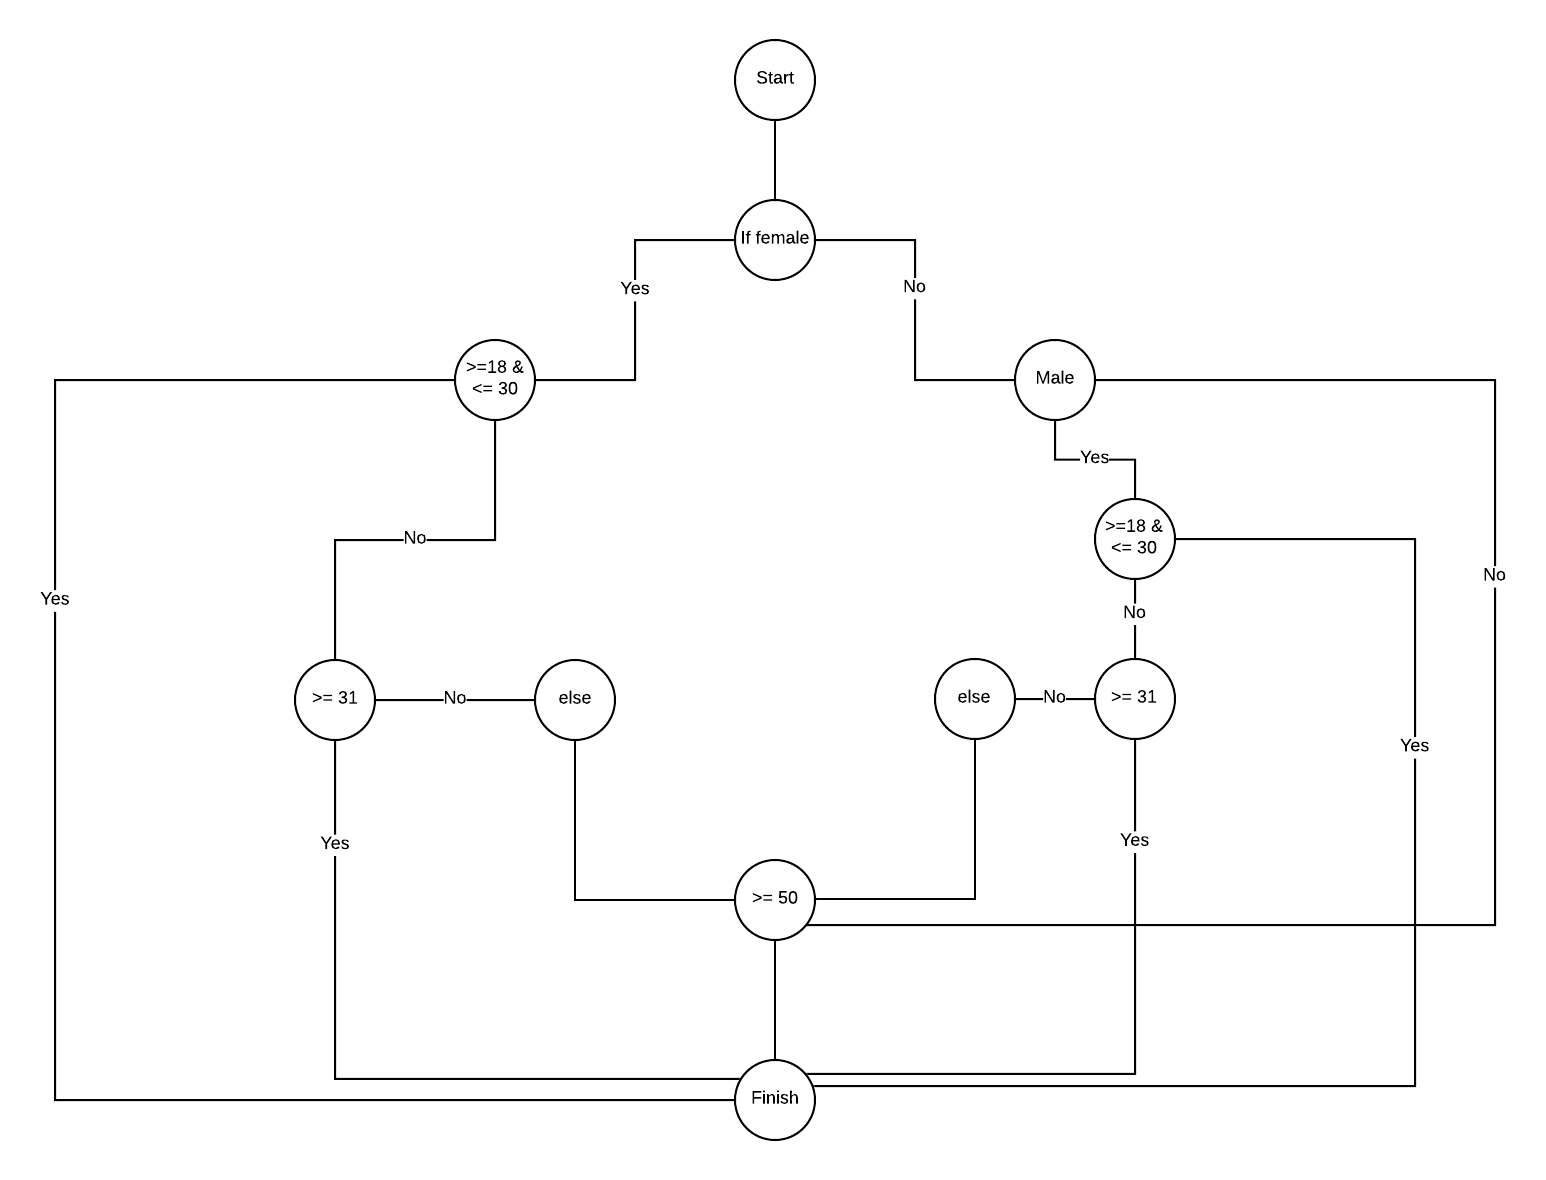 Start
If female
Yes
No
>=18 &
<= 30
Male
Yes
>=18 &
<= 30
No
No
Yes
No
>= 31
No
else
else
No
>= 31
Yes
Yes
Yes
>= 50
Finish